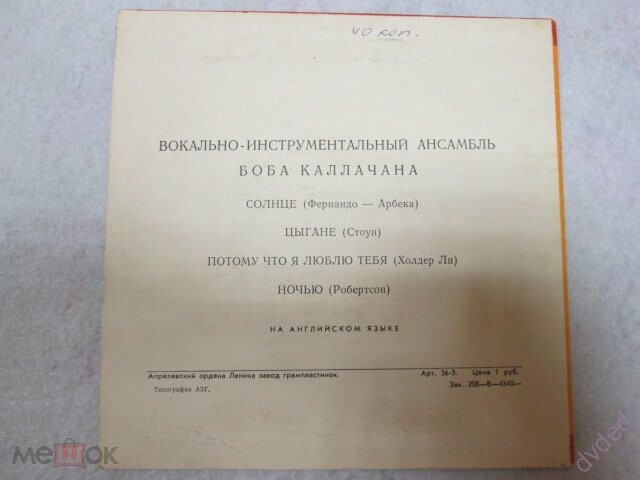 40 коп.
ВОКАЛЬНО-ИНСТРУМЕНТАЛЬНЫЙ АНСАМБЛЬ
БОБА КАЛЛАЧАНА
СОЛНЦЕ (Фернандо — Арбека)
ЦЫГАНЕ (Стоун)
ПОТОМУ ЧТО Я ЛЮБЛЮ ТЕБЯ (Холдер Ли)
НОЧЬЮ (Робертсон)
НА АНГЛИЙСКОМ ЯЗЫКЕ
Апрелевский ордена Ленина завод грампластинок. Арт. 36-3. Цена 1 руб.
Типография АЗГ. Зак. 208—В—4340—
мешок
dvded